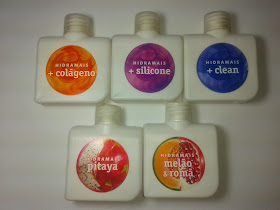 HIDRAMAIS
+ colágeno
HIDRAMAIS
+ silicone
HIDRAMAIS
+ clean
HIDRAMAIS
pitaya
HIDRAMAIS
melão
& romã